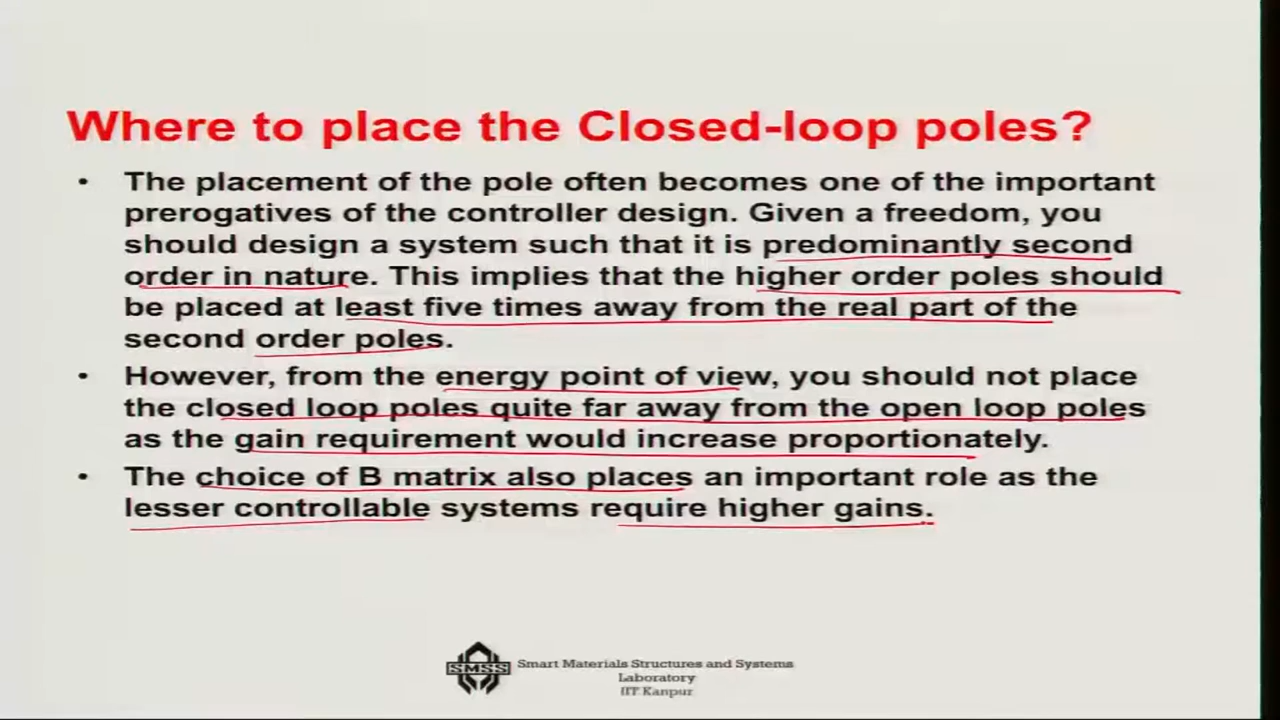 Where to place the Closed-loop poles?
• The placement of the pole often becomes one of the important
prerogatives of the controller design. Given a freedom, you
should design a system such that it is predominantly second
order in nature. This implies that the higher order poles should
be placed at least five times away from the real part of the
second order poles.
• However, from the energy point of view, you should not place
the closed loop poles quite far away from the open loop poles
as the gain requirement would increase proportionately.
• The choice of B matrix also places an important role as the
lesser controllable systems require higher gains.
SMSS
Smart Materials Structures and Systems
Laboratory
IIT Kanpur